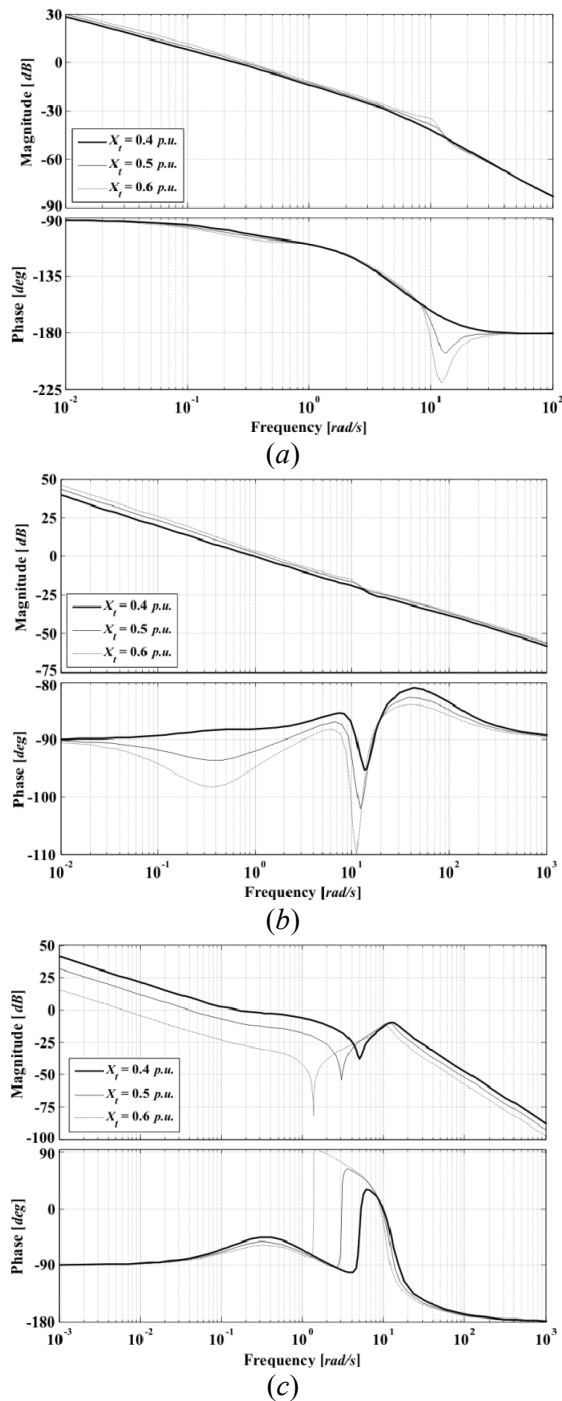 30
0
-30
-60
-90
Magnitude [dB]
X_t = 0.4 p.u.
X_t = 0.5 p.u.
X_t = 0.6 p.u.
-90
-135
-180
-225
Phase [deg]
10^-2 10^-1 10^0 10^1 10^2
Frequency [rad/s]
(a)
50
25
0
-25
-50
-75
Magnitude [dB]
X_t = 0.4 p.u.
X_t = 0.5 p.u.
X_t = 0.6 p.u.
-80
-90
-100
-110
Phase [deg]
10^-2 10^-1 10^0 10^1 10^2 10^3
Frequency [rad/s]
(b)
50
25
0
-25
-50
-75
-100
Magnitude [dB]
X_t = 0.4 p.u.
X_t = 0.5 p.u.
X_t = 0.6 p.u.
90
0
-90
-180
Phase [deg]
10^-3 10^-2 10^-1 10^0 10^1 10^2 10^3
Frequency [rad/s]
(c)